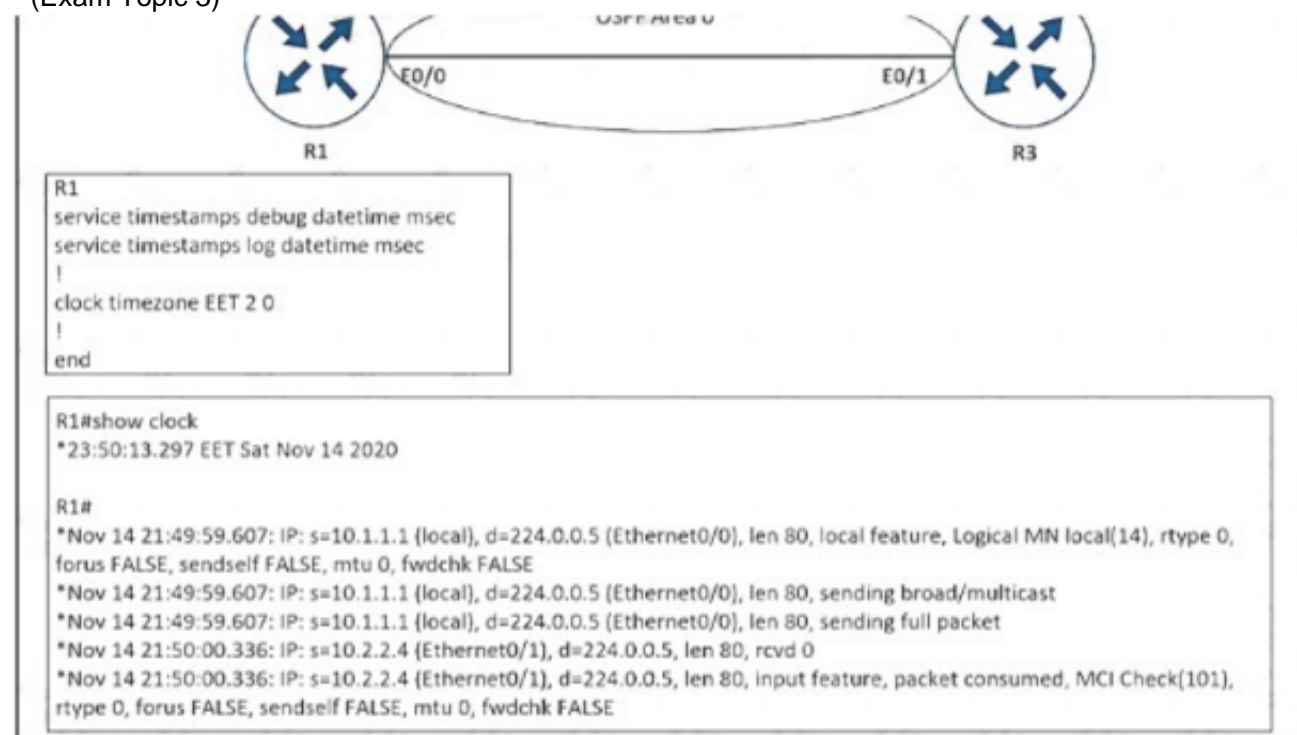 (Exam Topic 3)
OSPF Area 0
E0/0
E0/1
R1
R3
R1
service timestamps debug datetime msec
service timestamps log datetime msec
!
clock timezone EET 2 0
!
end
R1#show clock
*23:50:13.297 EET Sat Nov 14 2020
R1#
*Nov 14 21:49:59.607: IP: s=10.1.1.1 (local), d=224.0.0.5 (Ethernet0/0), len 80, local feature, Logical MN local(14), rtype 0,
forus FALSE, sendself FALSE, mtu 0, fwdchk FALSE
*Nov 14 21:49:59.607: IP: s=10.1.1.1 (local), d=224.0.0.5 (Ethernet0/0), len 80, sending broad/multicast
*Nov 14 21:49:59.607: IP: s=10.1.1.1 (local), d=224.0.0.5 (Ethernet0/0), len 80, sending full packet
*Nov 14 21:50:00.336: IP: s=10.2.2.4 (Ethernet0/1), d=224.0.0.5, len 80, rcvd 0
*Nov 14 21:50:00.336: IP: s=10.2.2.4 (Ethernet0/1), d=224.0.0.5, len 80, input feature, packet consumed, MCI Check(101),
rtype 0, forus FALSE, sendself FALSE, mtu 0, fwdchk FALSE